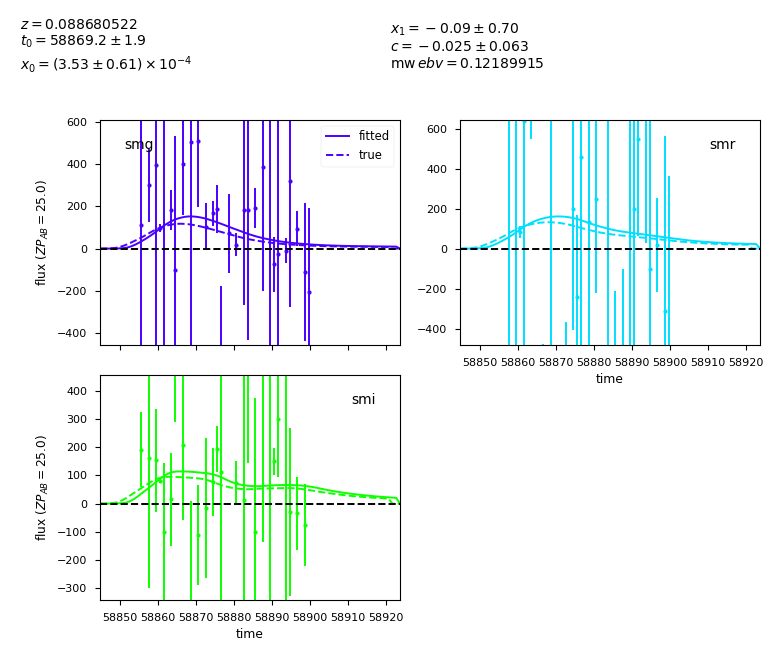 z = 0.088680522
t₀ = 58869.2 ± 1.9
x₀ = (3.53 ± 0.61) × 10⁻⁴
x₁ = −0.09 ± 0.70
c = −0.025 ± 0.063
mw ebv = 0.12189915
smg
fitted
true
600
400
200
0
−200
−400
flux (ZP_AB = 25.0)
smr
600
400
200
0
−200
−400
58850 58860 58870 58880 58890 58900 58910 58920
time
smi
400
300
200
100
0
−100
−200
−300
flux (ZP_AB = 25.0)
58850 58860 58870 58880 58890 58900 58910 58920
time